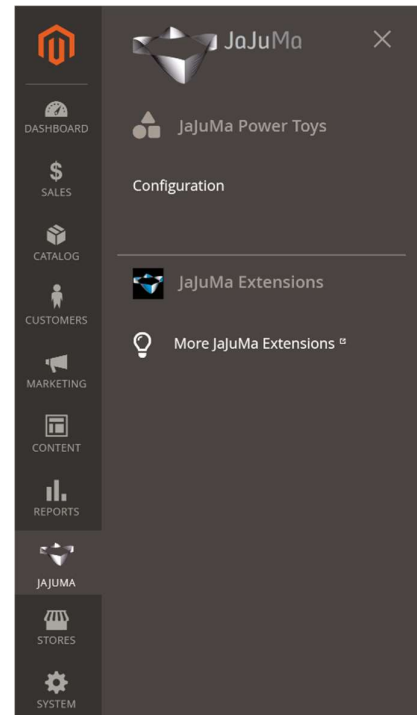 JaJuMa
JaJuMa Power Toys
Configuration
JaJuMa Extensions
More JaJuMa Extensions
DASHBOARD
$
SALES
CATALOG
CUSTOMERS
MARKETING
CONTENT
REPORTS
JAJUMA
STORES
SYSTEM